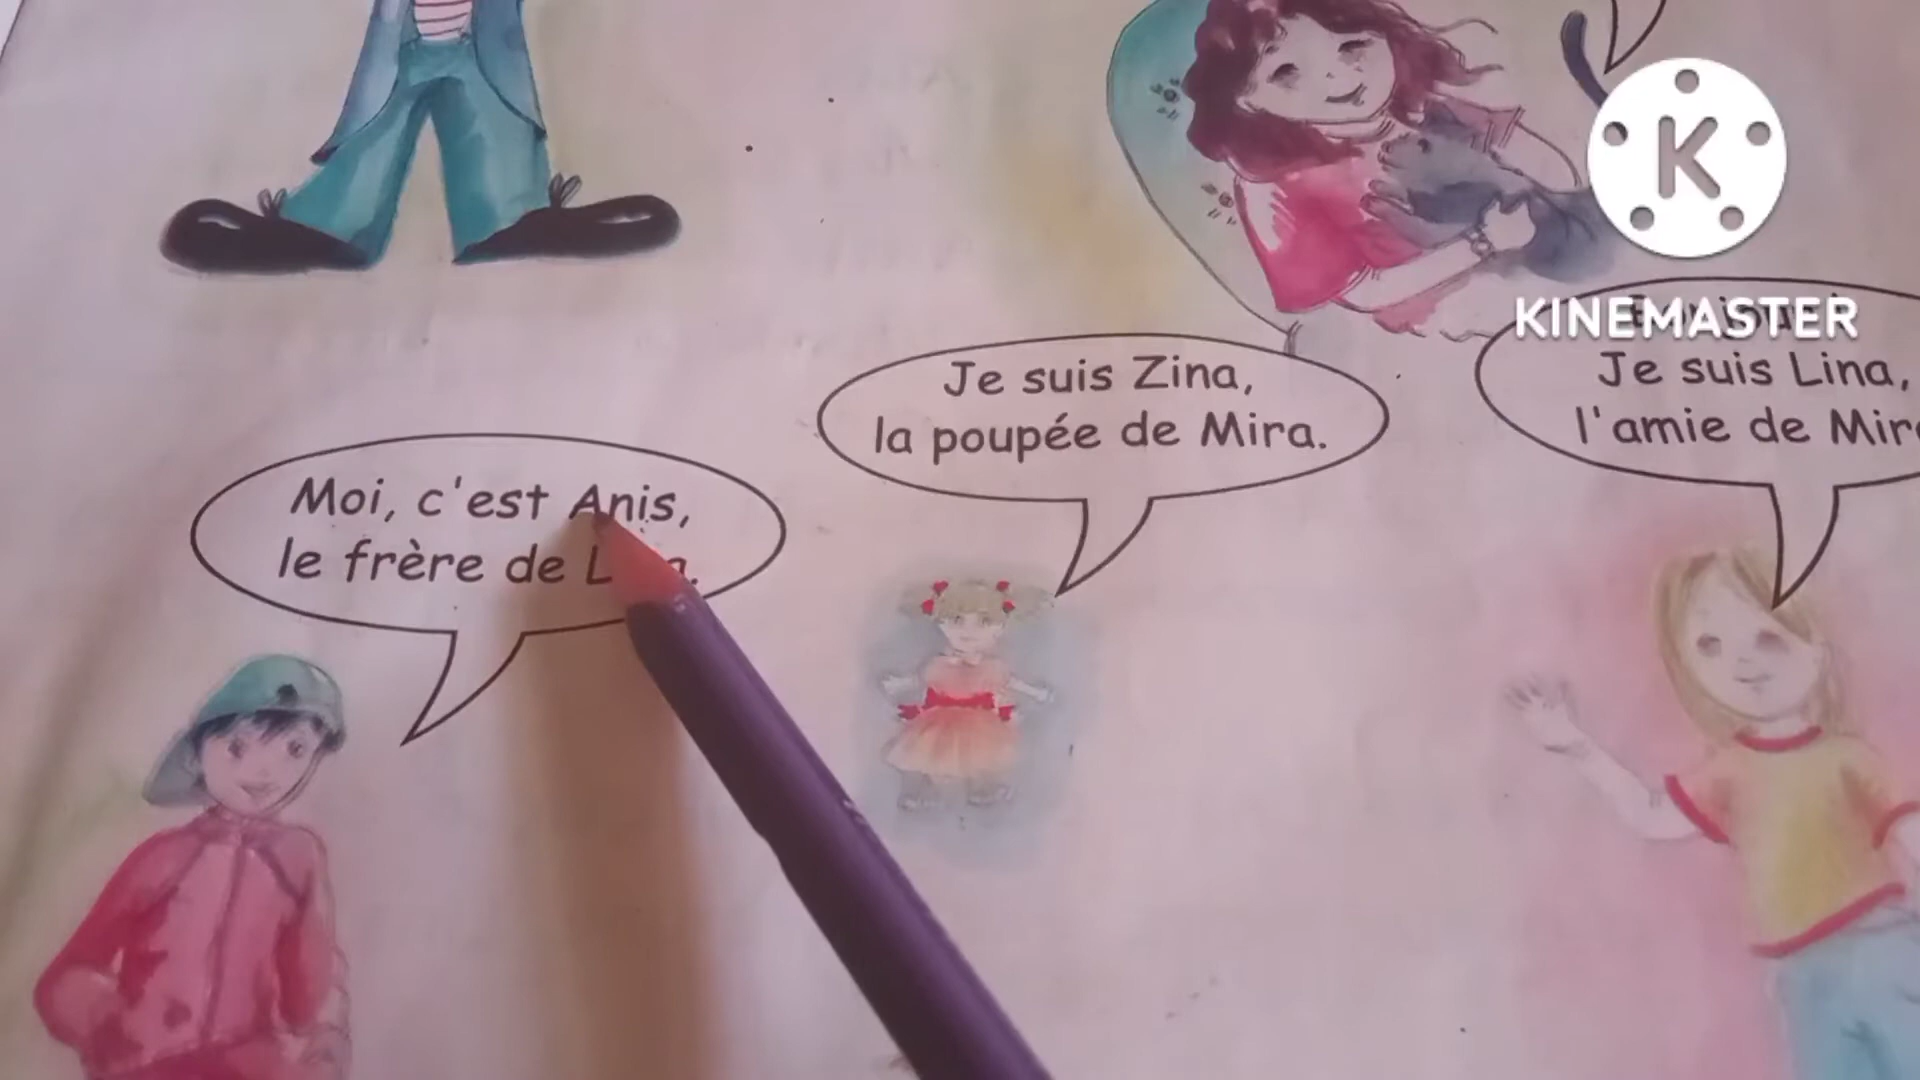 K
KINEMASTER
Je suis Zina,
la poupée de Mira.
Je suis Lina,
l'amie de
Moi, c'est Anis,
le frère de